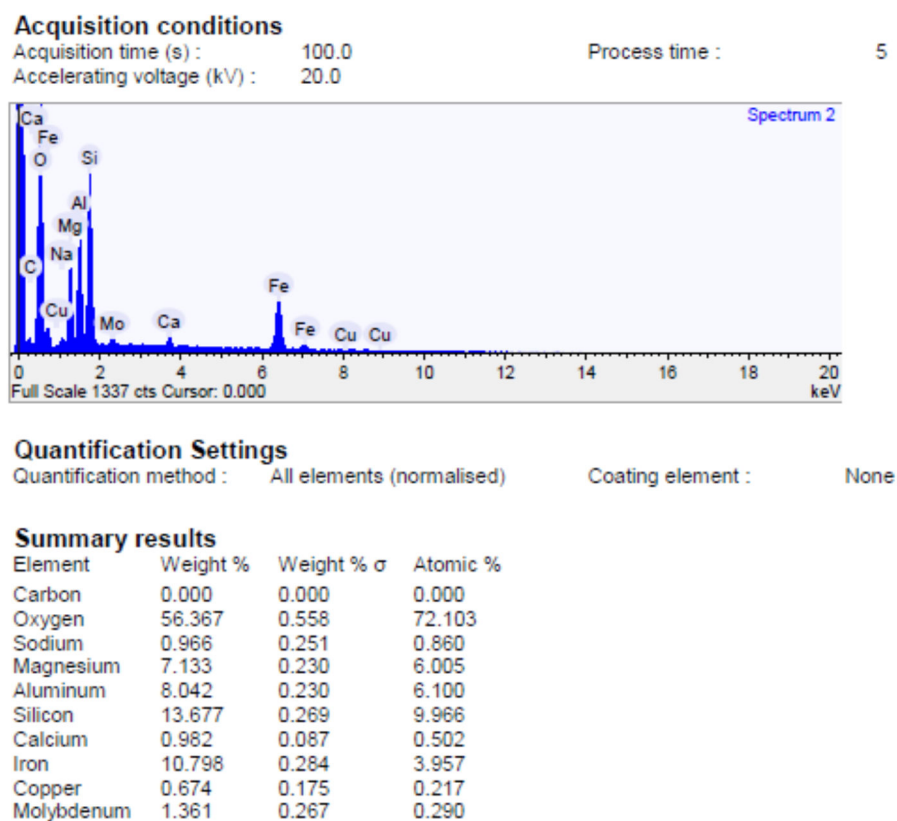 Acquisition conditions
Acquisition time (s) : 100.0 Process time : 5
Accelerating voltage (kV) : 20.0
Spectrum 2
Ca
Fe
O Si
Al
Mg
Na
C
Fe
Cu
Mo Ca Fe Cu Cu
0 2 4 6 8 10 12 14 16 18 20
Full Scale 1337 cts Cursor: 0.000 keV
Quantification Settings
Quantification method : All elements (normalised) Coating element : None
Summary results
Element Weight % Weight % σ Atomic %
Carbon 0.000 0.000 0.000
Oxygen 56.367 0.558 72.103
Sodium 0.966 0.251 0.860
Magnesium 7.133 0.230 6.005
Aluminum 8.042 0.230 6.100
Silicon 13.677 0.269 9.966
Calcium 0.982 0.087 0.502
Iron 10.798 0.284 3.957
Copper 0.674 0.175 0.217
Molybdenum 1.361 0.267 0.290